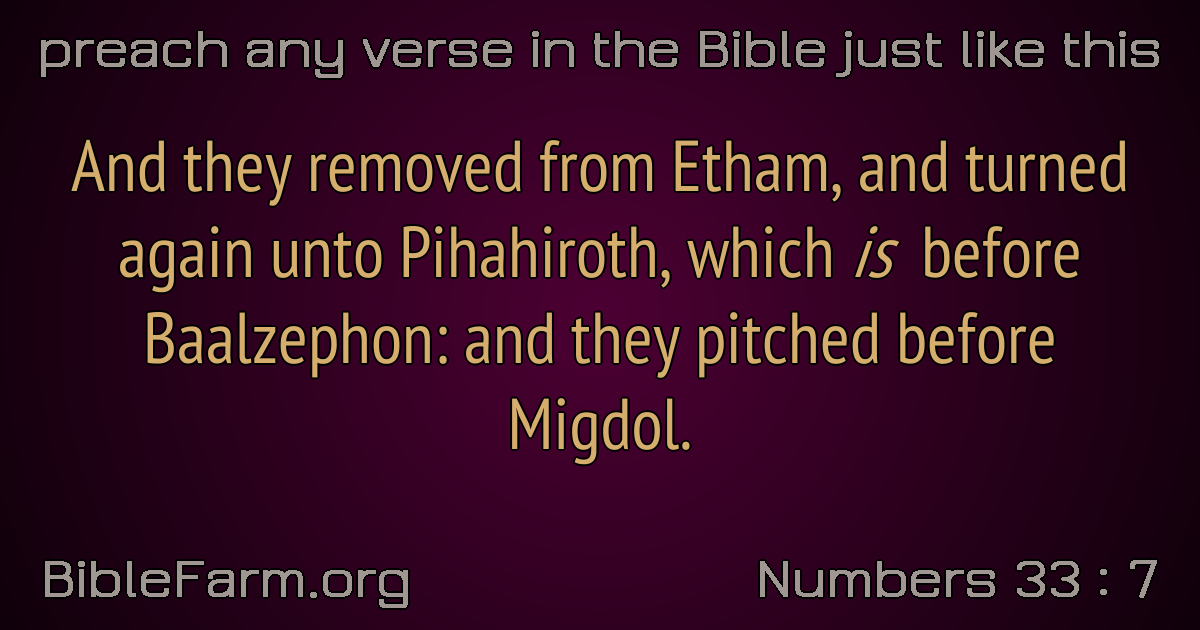 preach any verse in the Bible just like this
And they removed from Etham, and turned
again unto Pihahiroth, which is before
Baalzephon: and they pitched before
Migdol.
BibleFarm.org
Numbers 33 : 7